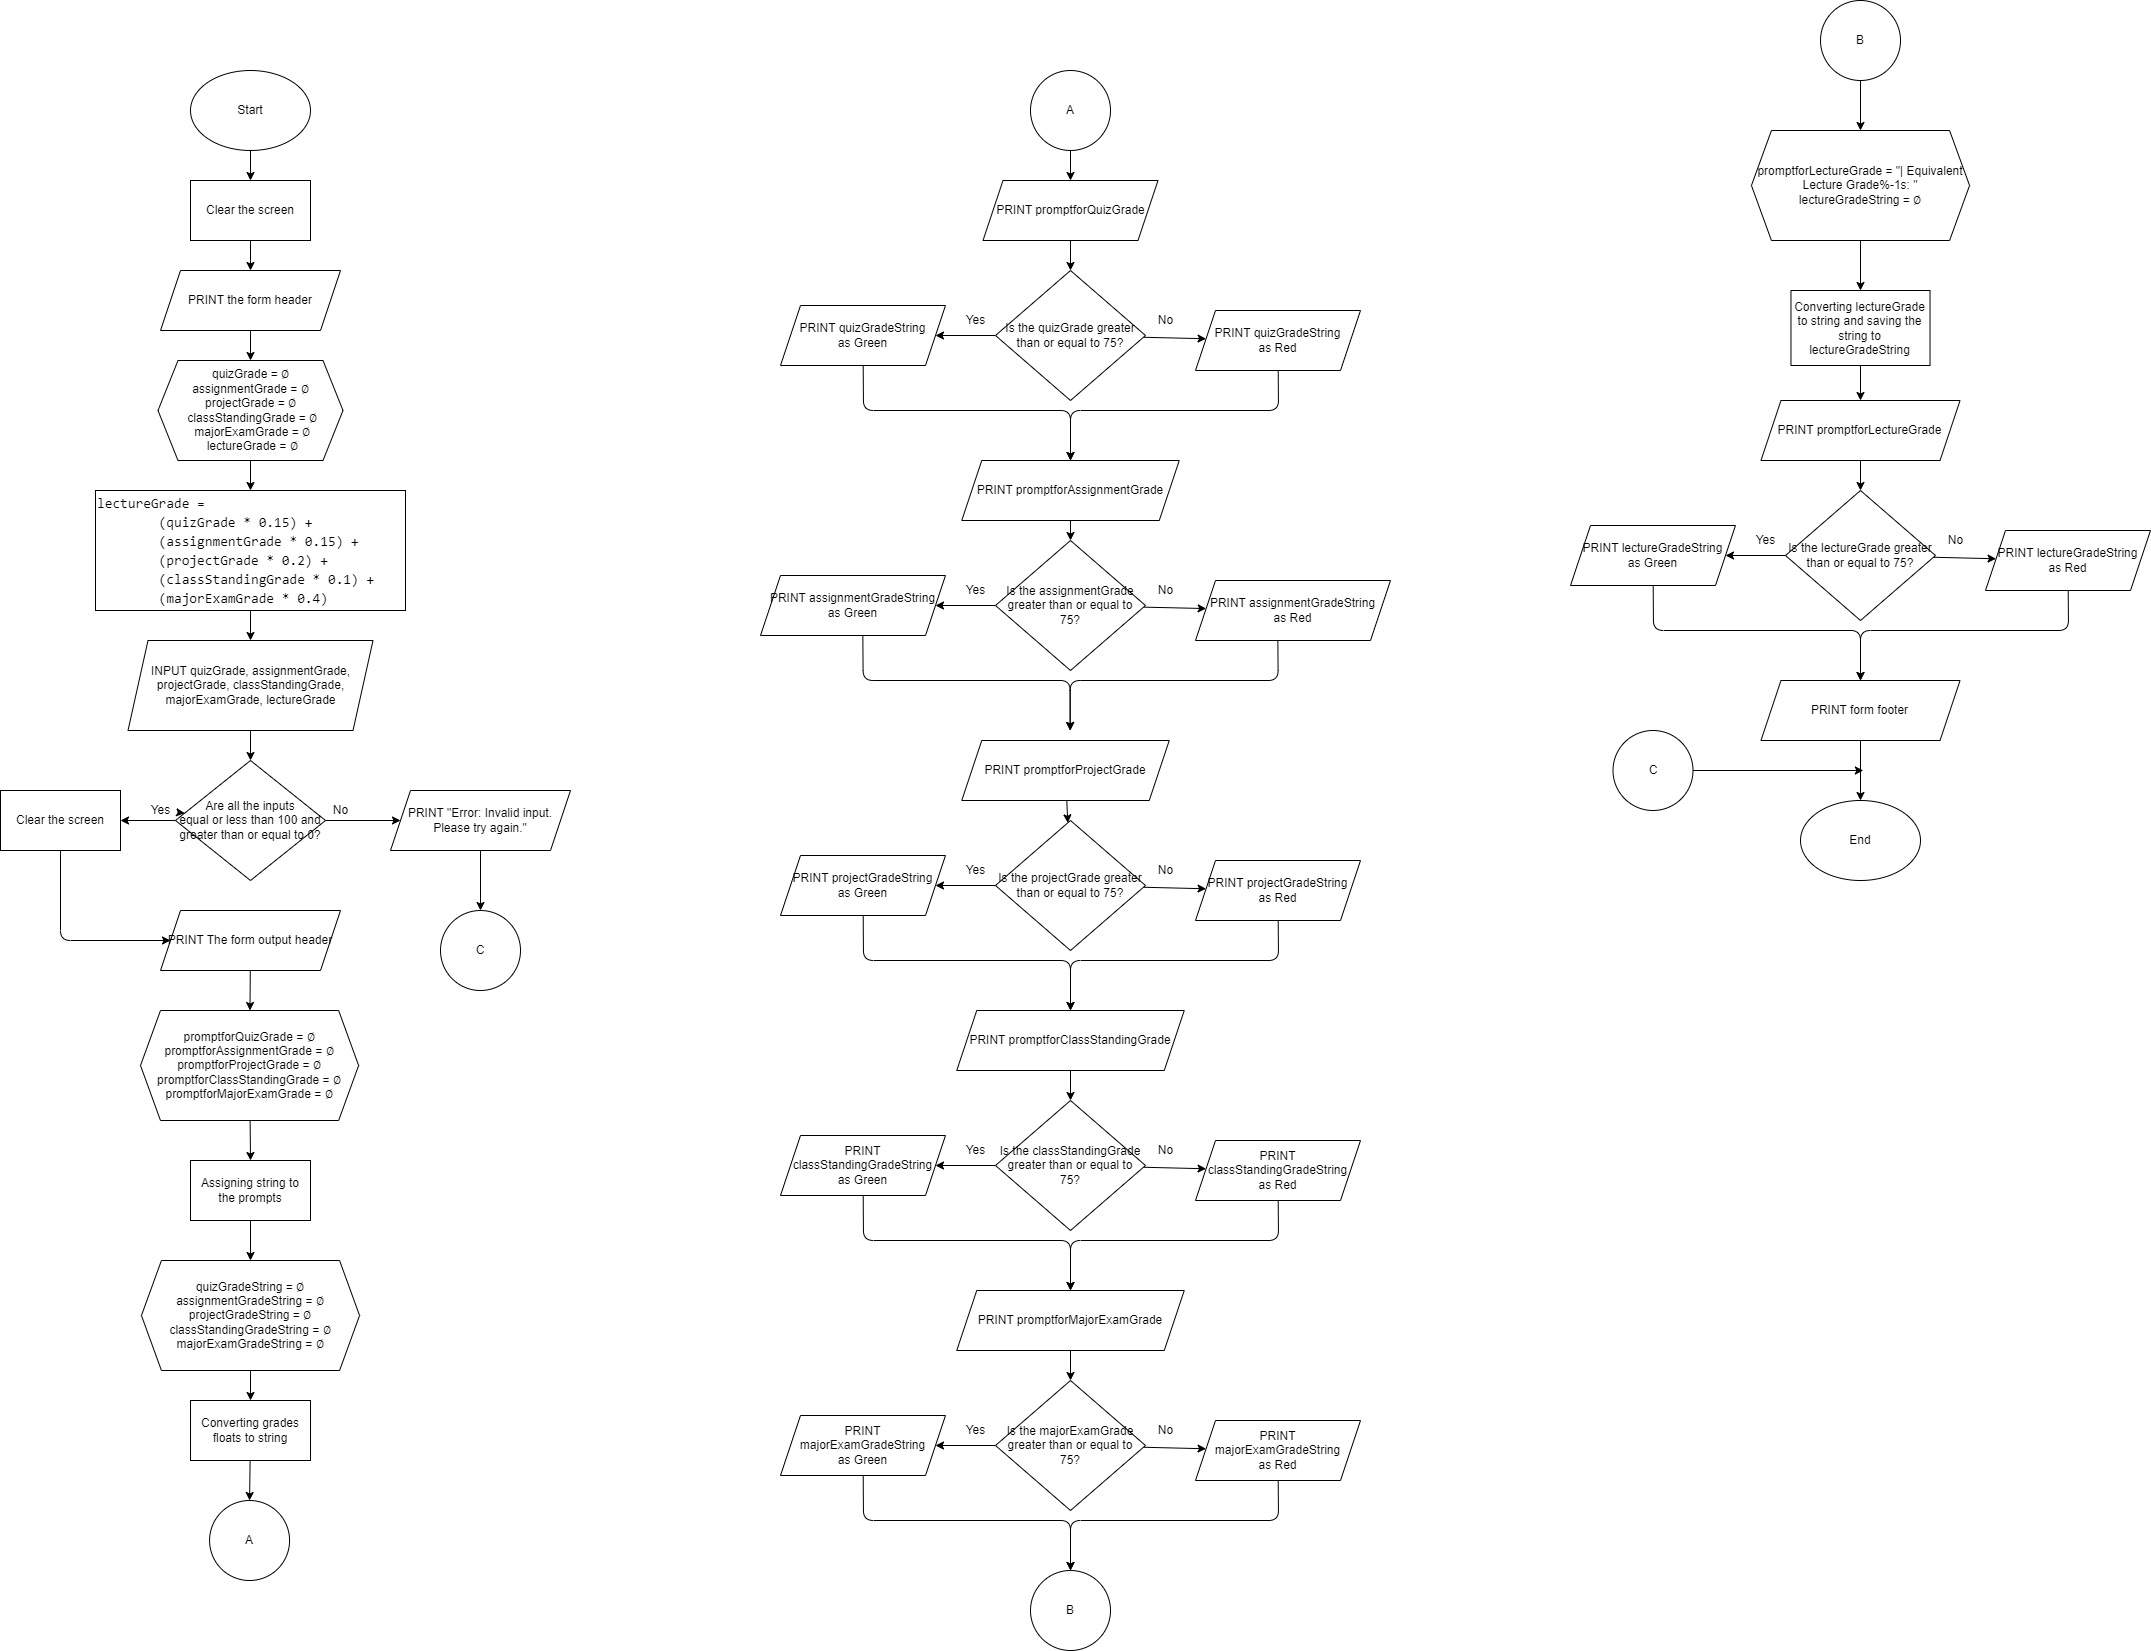 Start
Clear the screen
PRINT the form header
quizGrade = ∅
assignmentGrade = ∅
projectGrade = ∅
classStandingGrade = ∅
majorExamGrade = ∅
lectureGrade = ∅
lectureGrade =
(quizGrade * 0.15) +
(assignmentGrade * 0.15) +
(projectGrade * 0.2) +
(classStandingGrade * 0.1) +
(majorExamGrade * 0.4)
INPUT quizGrade, assignmentGrade,
projectGrade, classStandingGrade,
majorExamGrade, lectureGrade
Are all the inputs
equal or less than 100 and
greater than or equal to 0?
Yes
No
Clear the screen
PRINT "Error: Invalid input.
Please try again."
C
PRINT The form output header
promptforQuizGrade = ∅
promptforAssignmentGrade = ∅
promptforProjectGrade = ∅
promptforClassStandingGrade = ∅
promptforMajorExamGrade = ∅
Assigning string to
the prompts
quizGradeString = ∅
assignmentGradeString = ∅
projectGradeString = ∅
classStandingGradeString = ∅
majorExamGradeString = ∅
Converting grades
floats to string
A
A
PRINT promptforQuizGrade
Is the quizGrade greater
than or equal to 75?
Yes
No
PRINT quizGradeString
as Green
PRINT quizGradeString
as Red
PRINT promptforAssignmentGrade
Is the assignmentGrade
greater than or equal to
75?
Yes
No
PRINT assignmentGradeString
as Green
PRINT assignmentGradeString
as Red
PRINT promptforProjectGrade
Is the projectGrade greater
than or equal to 75?
Yes
No
PRINT projectGradeString
as Green
PRINT projectGradeString
as Red
PRINT promptforClassStandingGrade
Is the classStandingGrade
greater than or equal to
75?
Yes
No
PRINT
classStandingGradeString
as Green
PRINT
classStandingGradeString
as Red
PRINT promptforMajorExamGrade
Is the majorExamGrade
greater than or equal to
75?
Yes
No
PRINT
majorExamGradeString
as Green
PRINT
majorExamGradeString
as Red
B
B
promptforLectureGrade = "| Equivalent
Lecture Grade%-1s: "
lectureGradeString = ∅
Converting lectureGrade
to string and saving the
string to
lectureGradeString
PRINT promptforLectureGrade
Is the lectureGrade greater
than or equal to 75?
Yes
No
PRINT lectureGradeString
as Green
PRINT lectureGradeString
as Red
PRINT form footer
C
End